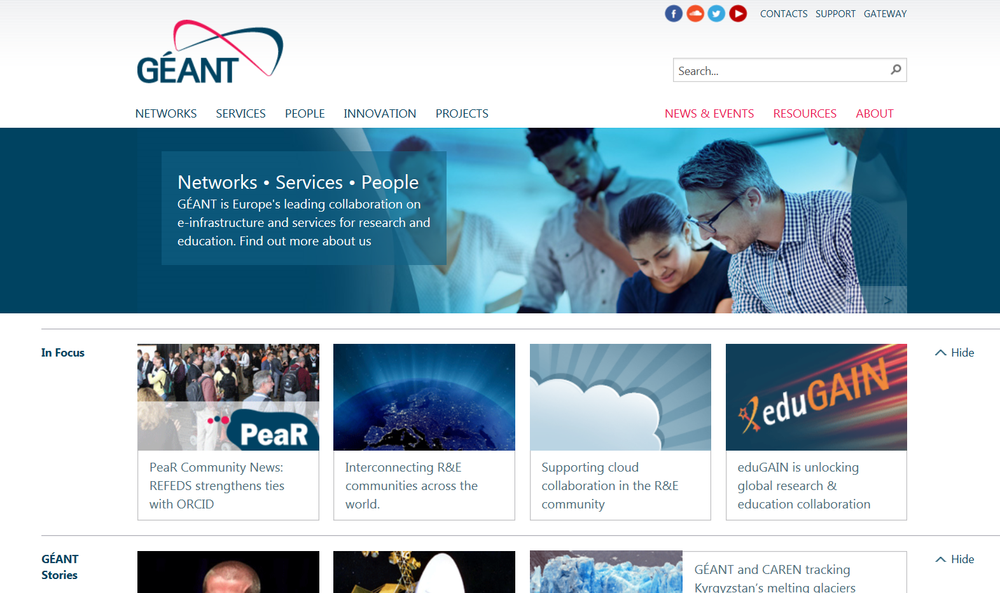 CONTACTS SUPPORT GATEWAY
GÉANT
Search...
NETWORKS SERVICES PEOPLE INNOVATION PROJECTS NEWS & EVENTS RESOURCES ABOUT
Networks • Services • People
GÉANT is Europe's leading collaboration on
e-infrastructure and services for research and
education. Find out more about us
>
In Focus
Hide
PeaR
PeaR Community News:
REFEDS strengthens ties
with ORCID
Interconnecting R&E
communities across the
world.
Supporting cloud
collaboration in the R&E
community
eduGAIN
eduGAIN is unlocking
global research &
education collaboration
GÉANT
Stories
Hide
GÉANT and CAREN tracking
Kyrgyzstan's melting glaciers